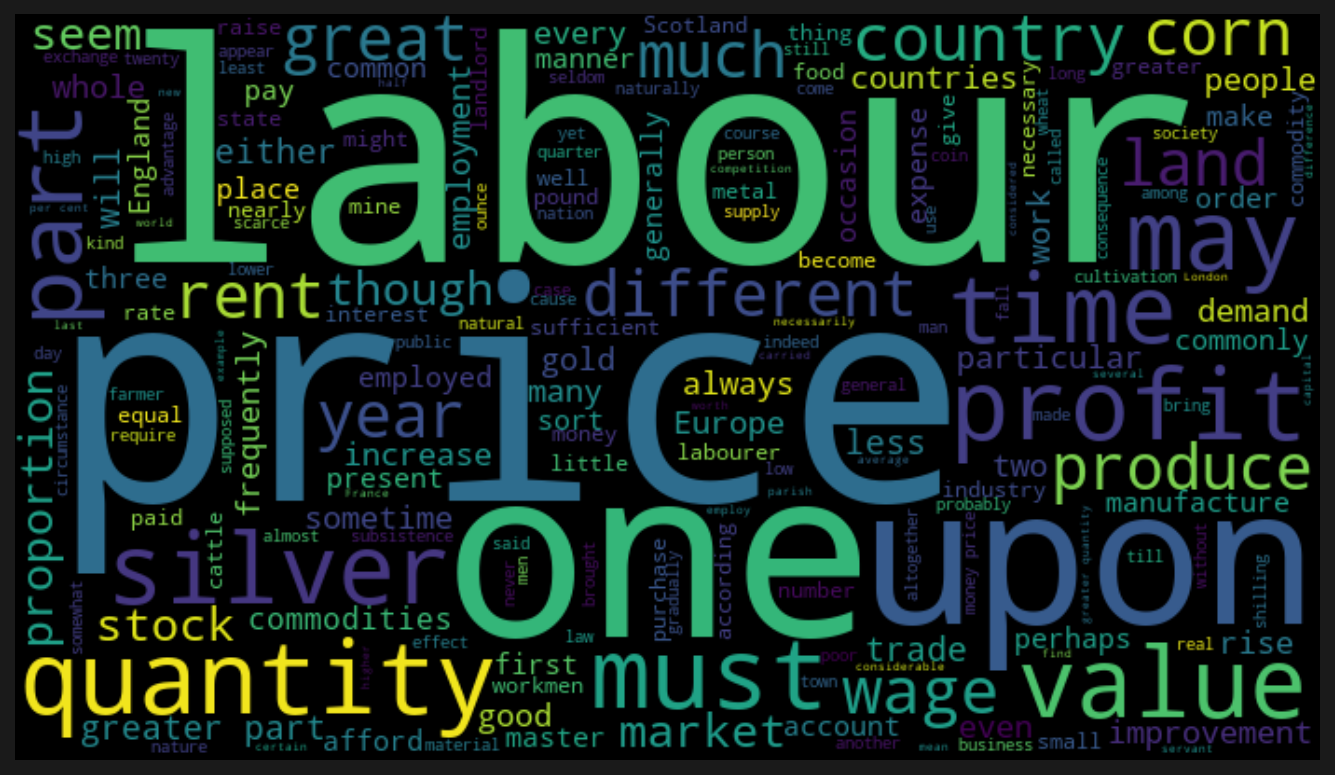 seem
raise
great
every
Scotland
thing
country
corn
exchange
twenty
appear
least
common
half
landlord
manner
seldom
much
still
food
countries
long
greater
people
whole
new
pay
state
might
employment
naturally
come
necessary
wheat
make
commodity
difference
labour
part
high
will
England
advantage
either
place
nearly
scarce
mine
ounce
yet
quarter
well
pound
nation
generally
course
person
competition
metal
supply
occasion
expense
give
coin
use
considered
work
called
consequence
society
land
among
order
may
per cent
world
kind
three
lower
become
cultivation
London
rent
though
case
cause
different
time
fall
demand
rate
interest
last
natural
sufficient
necessarily
man
commonly
day
public
gold
indeed
carried
particular
several
capital
price
proportion
circumstance
farmer
equal
require
supposed
example
frequently
employed
year
many
always
general
profit
made
bring
sort
money
worth
Europe
less
average
increase
present
France
little
labourer
low
parish
two
produce
industry
manufacture
paid
sometime
employ
probably
silver
cattle
almost
subsistence
one
said
men
never
brought
purchase
gradually
according
number
upon
altogether
money price
greater quantity
till
without
shilling
somewhat
stock
commodities
effect
law
perhaps
find
real
rise
quantity
higher
first
workmen
must
poor
town
trade
considerable
wage
value
greater part
nature
certain
afford
material
good
master
market
account
another
mean
even
business
small
improvement
servant